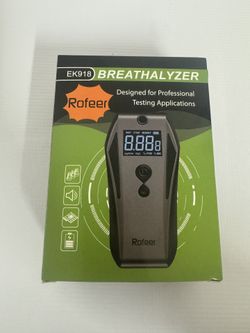 EK918 BREATHALYZER
Rofeer
Designed for Professional
Testing Applications
8.888
Rofeer